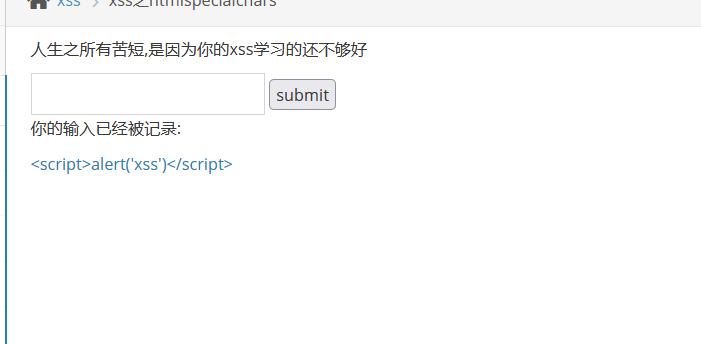 xss > xss之htmlspecialchars
人生之所有苦短,是因为你的xss学习的还不够好
submit
你的输入已经被记录:
<script>alert('xss')</script>